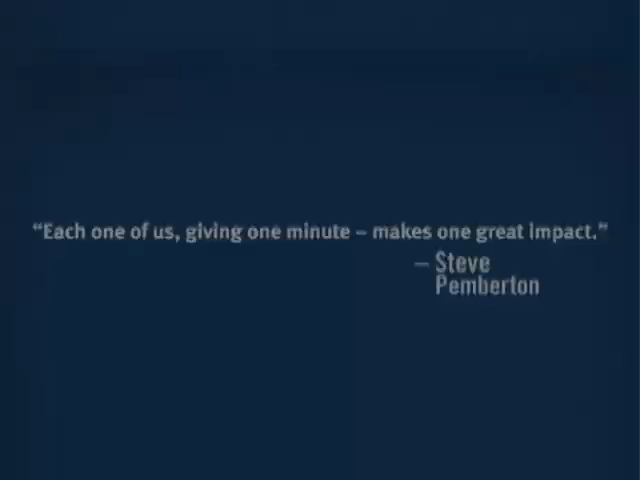 “Each one of us, giving one minute – makes one great impact.”
– Steve
Pemberton